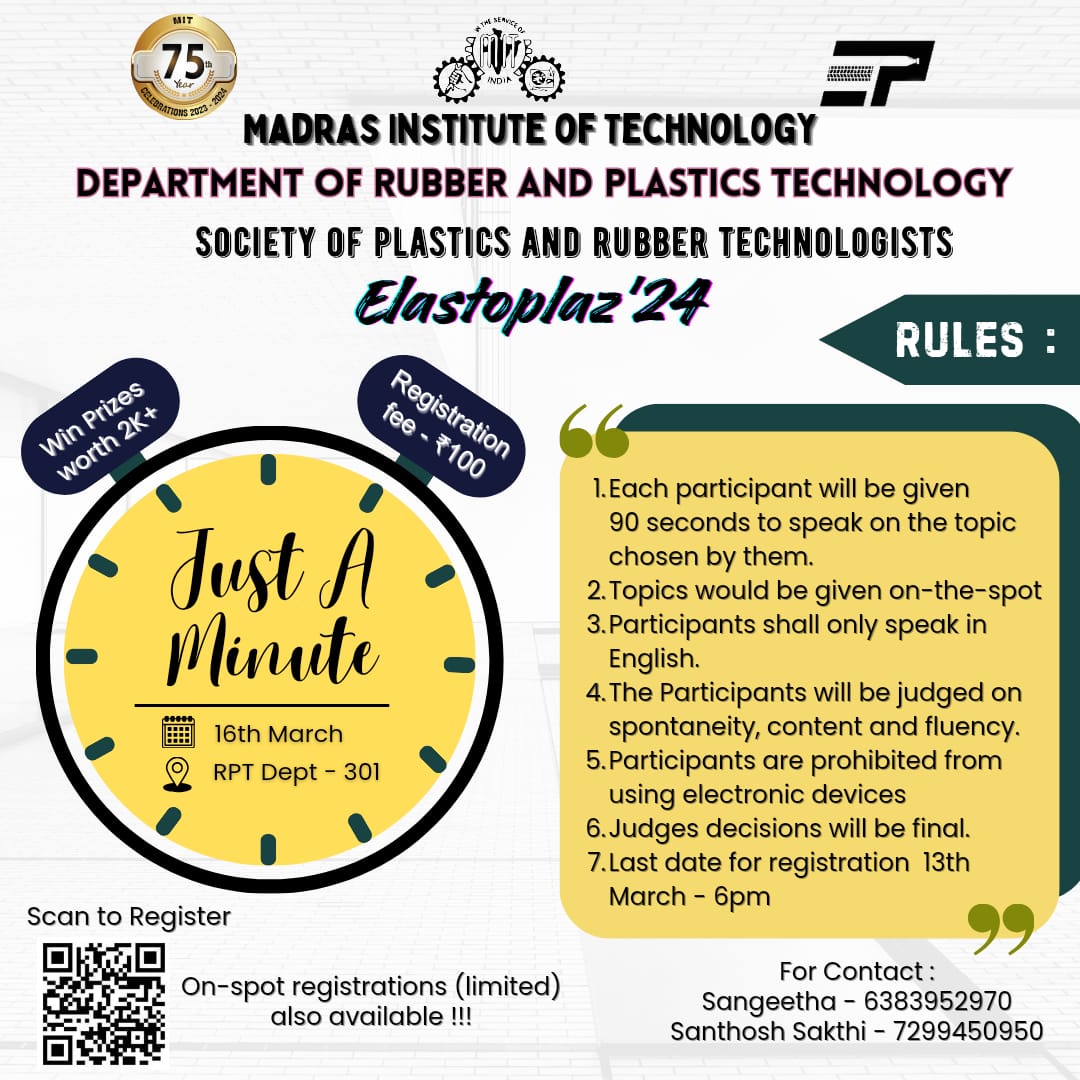 MIT
75th
Year
CELEBRATIONS 2023 - 2024
IN THE SERVICE OF
MIT
INDIA
EP
MADRAS INSTITUTE OF TECHNOLOGY
DEPARTMENT OF RUBBER AND PLASTICS TECHNOLOGY
SOCIETY OF PLASTICS AND RUBBER TECHNOLOGISTS
Elastoplaz'24
RULES :
Win Prizes
worth 2K+
Registration
fee - ₹100
Just A
Minute
16th March
RPT Dept - 301
1. Each participant will be given
90 seconds to speak on the topic
chosen by them.
2. Topics would be given on-the-spot
3. Participants shall only speak in
English.
4. The Participants will be judged on
spontaneity, content and fluency.
5. Participants are prohibited from
using electronic devices
6. Judges decisions will be final.
7. Last date for registration 13th
March - 6pm
Scan to Register
On-spot registrations (limited)
also available !!!
For Contact :
Sangeetha - 6383952970
Santhosh Sakthi - 7299450950